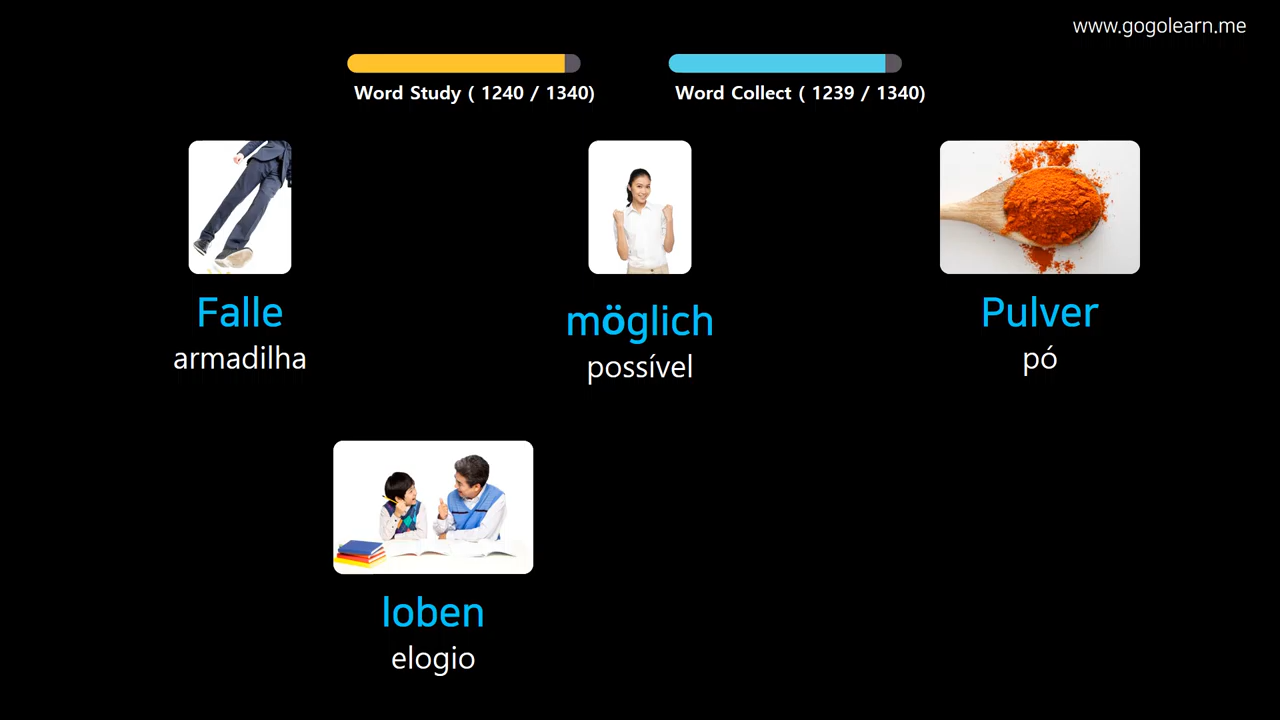 www.gogolearn.me
Word Study ( 1240 / 1340)
Word Collect ( 1239 / 1340)
Falle
armadilha
möglich
possível
Pulver
pó
loben
elogio